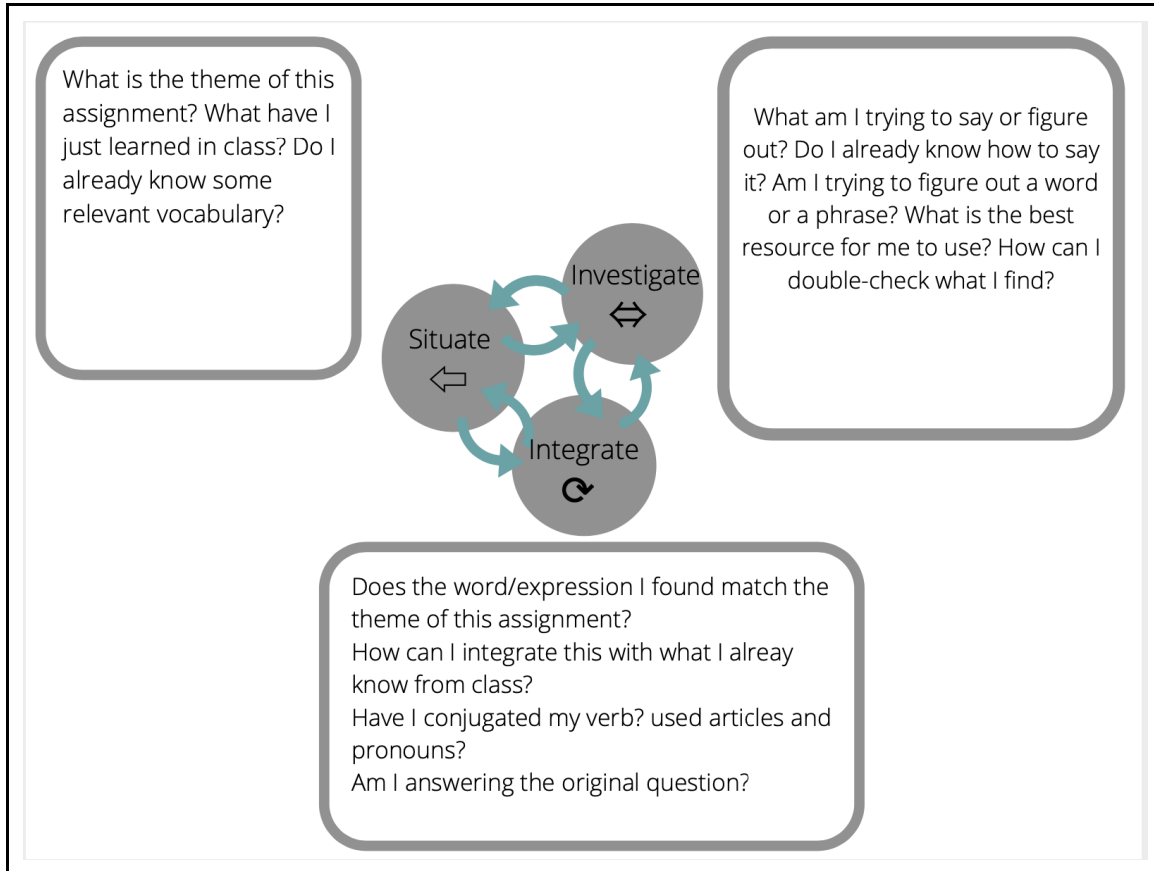 What is the theme of this
assignment? What have I
just learned in class? Do I
already know some
relevant vocabulary?
What am I trying to say or figure
out? Do I already know how to say
it? Am I trying to figure out a word
or a phrase? What is the best
resource for me to use? How can I
double-check what I find?
Investigate
Situate
Integrate
Does the word/expression I found match the
theme of this assignment?
How can I integrate this with what I alreay
know from class?
Have I conjugated my verb? used articles and
pronouns?
Am I answering the original question?